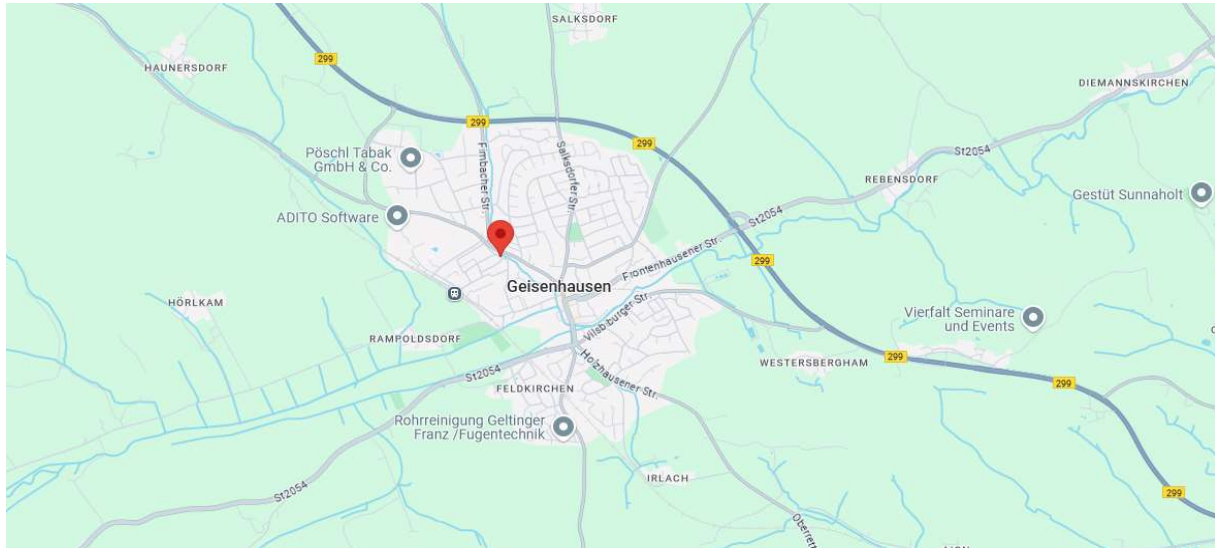 SALKSDORF
299
HAUNERSDORF
DIEMANNSKIRCHEN
299
299
Fimbacher Str.
Salksdorfer Str.
Pöschl Tabak
GmbH & Co.
St2054
REBENSDORF
Gestüt Sunnaholt
ADITO Software
St2054
Frontenhausener Str.
299
Geisenhausen
HÖRLKAM
Vierfalt Seminare
und Events
Vilsbiburger Str.
RAMPOLDSDORF
299
WESTERSBERGHAM
Holzhausener Str.
St2054
299
FELDKIRCHEN
Rohrreinigung Geltinger
Franz /Fugentechnik
IRLACH
St2054
299